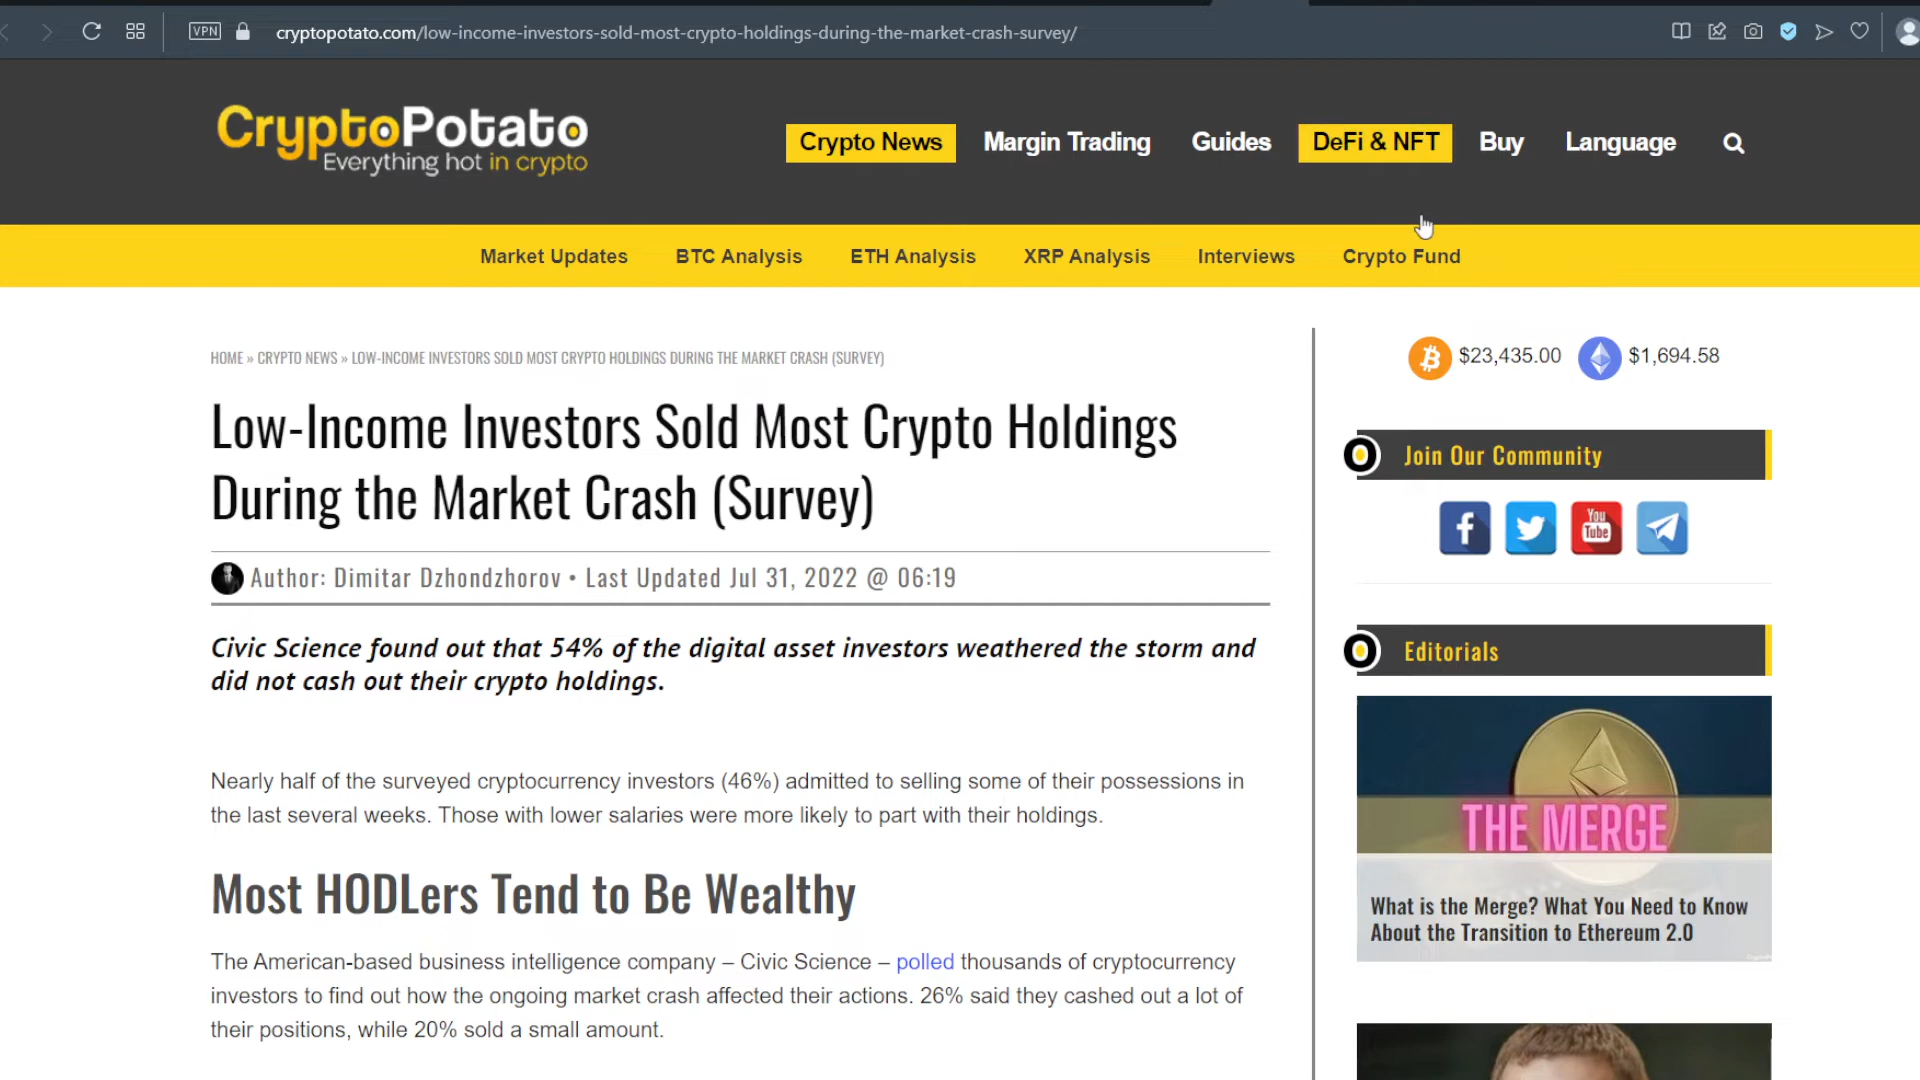 VPN
cryptopotato.com/low-income-investors-sold-most-crypto-holdings-during-the-market-crash-survey/
CryptoPotato
Everything hot in crypto
Crypto News
Margin Trading
Guides
DeFi & NFT
Buy
Language
Market Updates
BTC Analysis
ETH Analysis
XRP Analysis
Interviews
Crypto Fund
HOME » CRYPTO NEWS » LOW-INCOME INVESTORS SOLD MOST CRYPTO HOLDINGS DURING THE MARKET CRASH (SURVEY)
Low-Income Investors Sold Most Crypto Holdings
During the Market Crash (Survey)
Author: Dimitar Dzhondzhorov • Last Updated Jul 31, 2022 @ 06:19
Civic Science found out that 54% of the digital asset investors weathered the storm and
did not cash out their crypto holdings.
Nearly half of the surveyed cryptocurrency investors (46%) admitted to selling some of their possessions in
the last several weeks. Those with lower salaries were more likely to part with their holdings.
Most HODLers Tend to Be Wealthy
The American-based business intelligence company – Civic Science – polled thousands of cryptocurrency
investors to find out how the ongoing market crash affected their actions. 26% said they cashed out a lot of
their positions, while 20% sold a small amount.
$23,435.00
$1,694.58
Join Our Community
You
Tube
Editorials
THE MERGE
What is the Merge? What You Need to Know
About the Transition to Ethereum 2.0